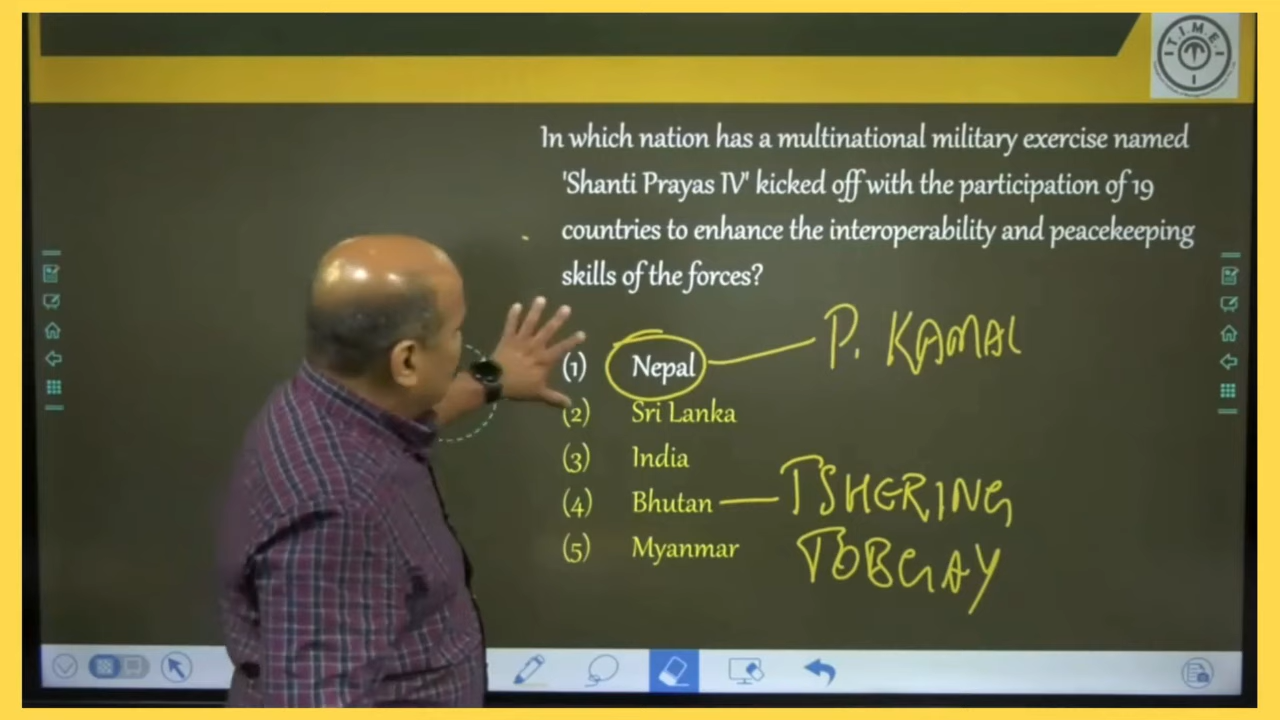 T.I.M.E.
In which nation has a multinational military exercise named
'Shanti Prayas IV' kicked off with the participation of 19
countries to enhance the interoperability and peacekeeping
skills of the forces?
(1) Nepal — P. KAMAL
(2) Sri Lanka
(3) India
(4) Bhutan — TSHERING
TOBGAY
(5) Myanmar